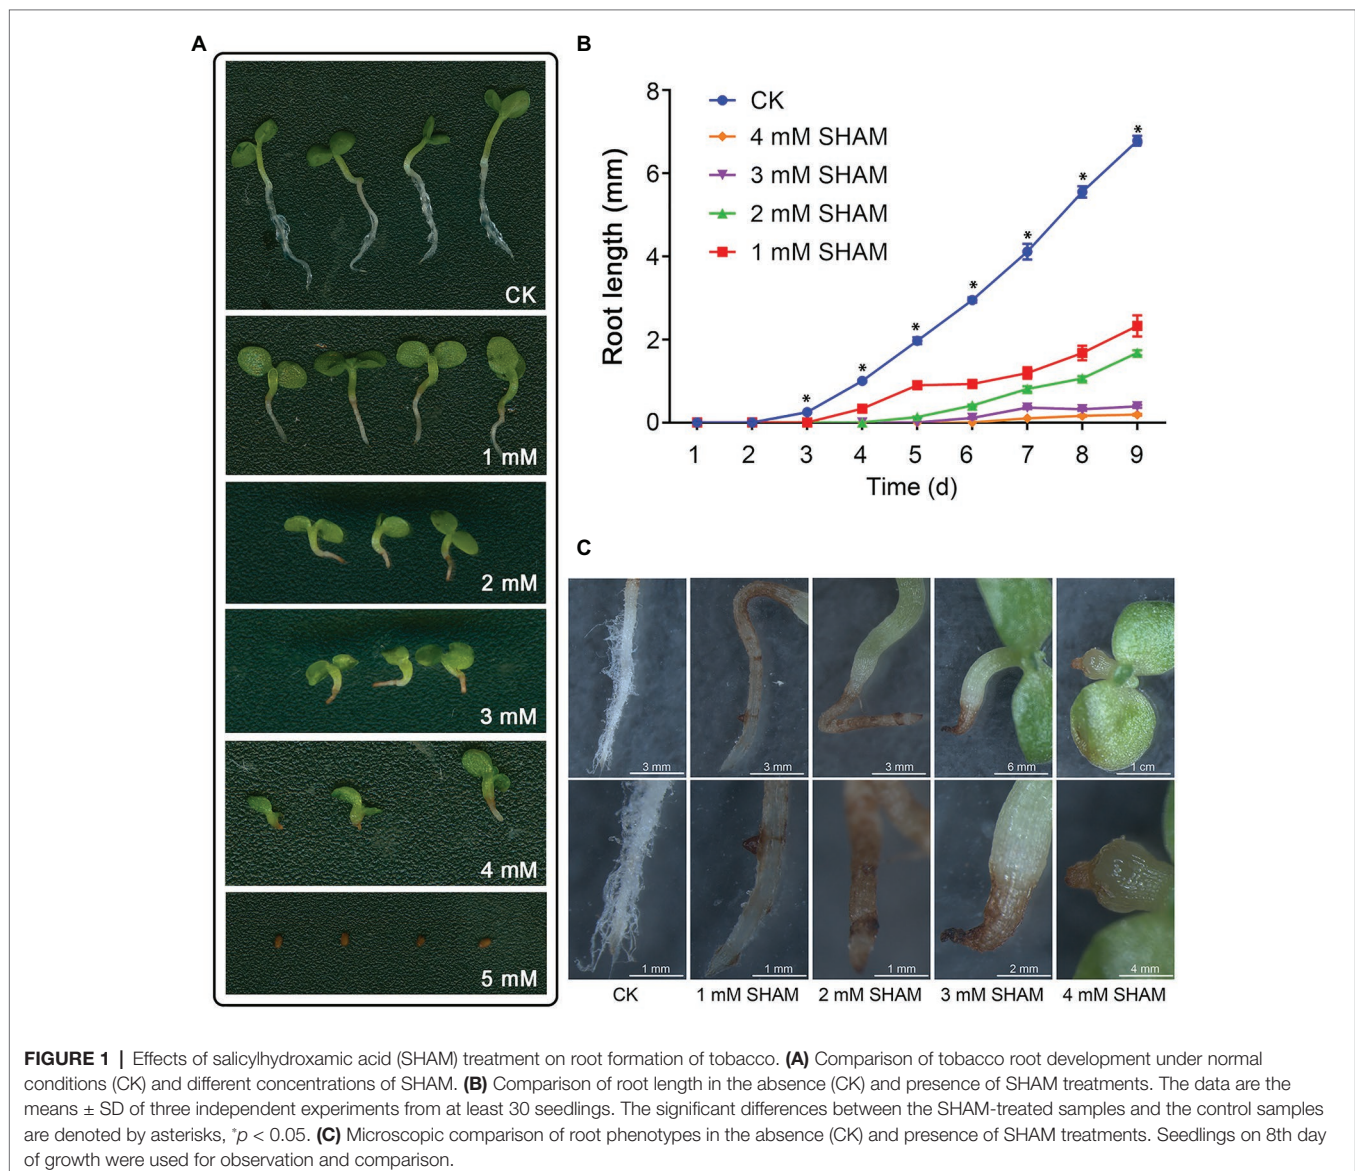 A
CK
1 mM
2 mM
3 mM
4 mM
5 mM
B
CK
4 mM SHAM
3 mM SHAM
2 mM SHAM
1 mM SHAM
Root length (mm)
8
6
4
2
0
* * * * * * *
1 2 3 4 5 6 7 8 9
Time (d)
C
3 mm 3 mm 3 mm 6 mm 1 cm
1 mm 1 mm 1 mm 2 mm 4 mm
CK 1 mM SHAM 2 mM SHAM 3 mM SHAM 4 mM SHAM
FIGURE 1 | Effects of salicylhydroxamic acid (SHAM) treatment on root formation of tobacco. (A) Comparison of tobacco root development under normal
conditions (CK) and different concentrations of SHAM. (B) Comparison of root length in the absence (CK) and presence of SHAM treatments. The data are the
means ± SD of three independent experiments from at least 30 seedlings. The significant differences between the SHAM-treated samples and the control samples
are denoted by asterisks, *p < 0.05. (C) Microscopic comparison of root phenotypes in the absence (CK) and presence of SHAM treatments. Seedlings on 8th day
of growth were used for observation and comparison.